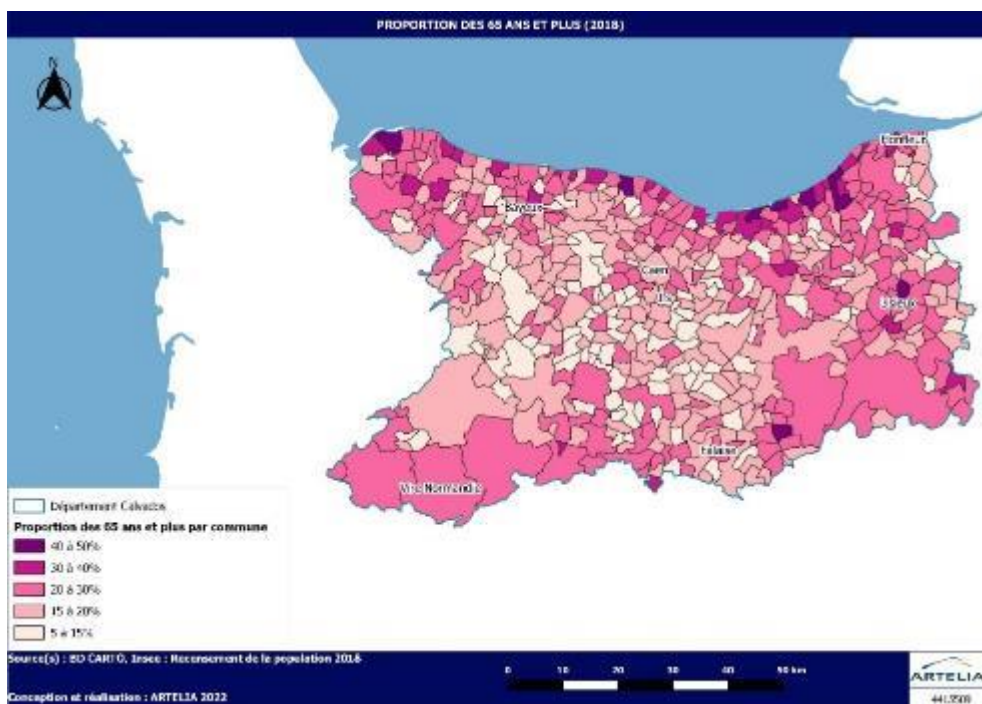 PROPORTION DES 65 ANS ET PLUS (2018)
N
Honfleur
Bayeux
Caen
Ifs
Lisieux
Falaise
Vire Normandie
Département Calvados
Proportion des 65 ans et plus par commune
40 à 50%
30 à 40%
20 à 30%
15 à 20%
5 à 15%
Source(s) : BD CARTO, Insee : Recensement de la population 2018
0 10 20 30 40 50 km
Conception et réalisation : ARTELIA 2022
ARTELIA